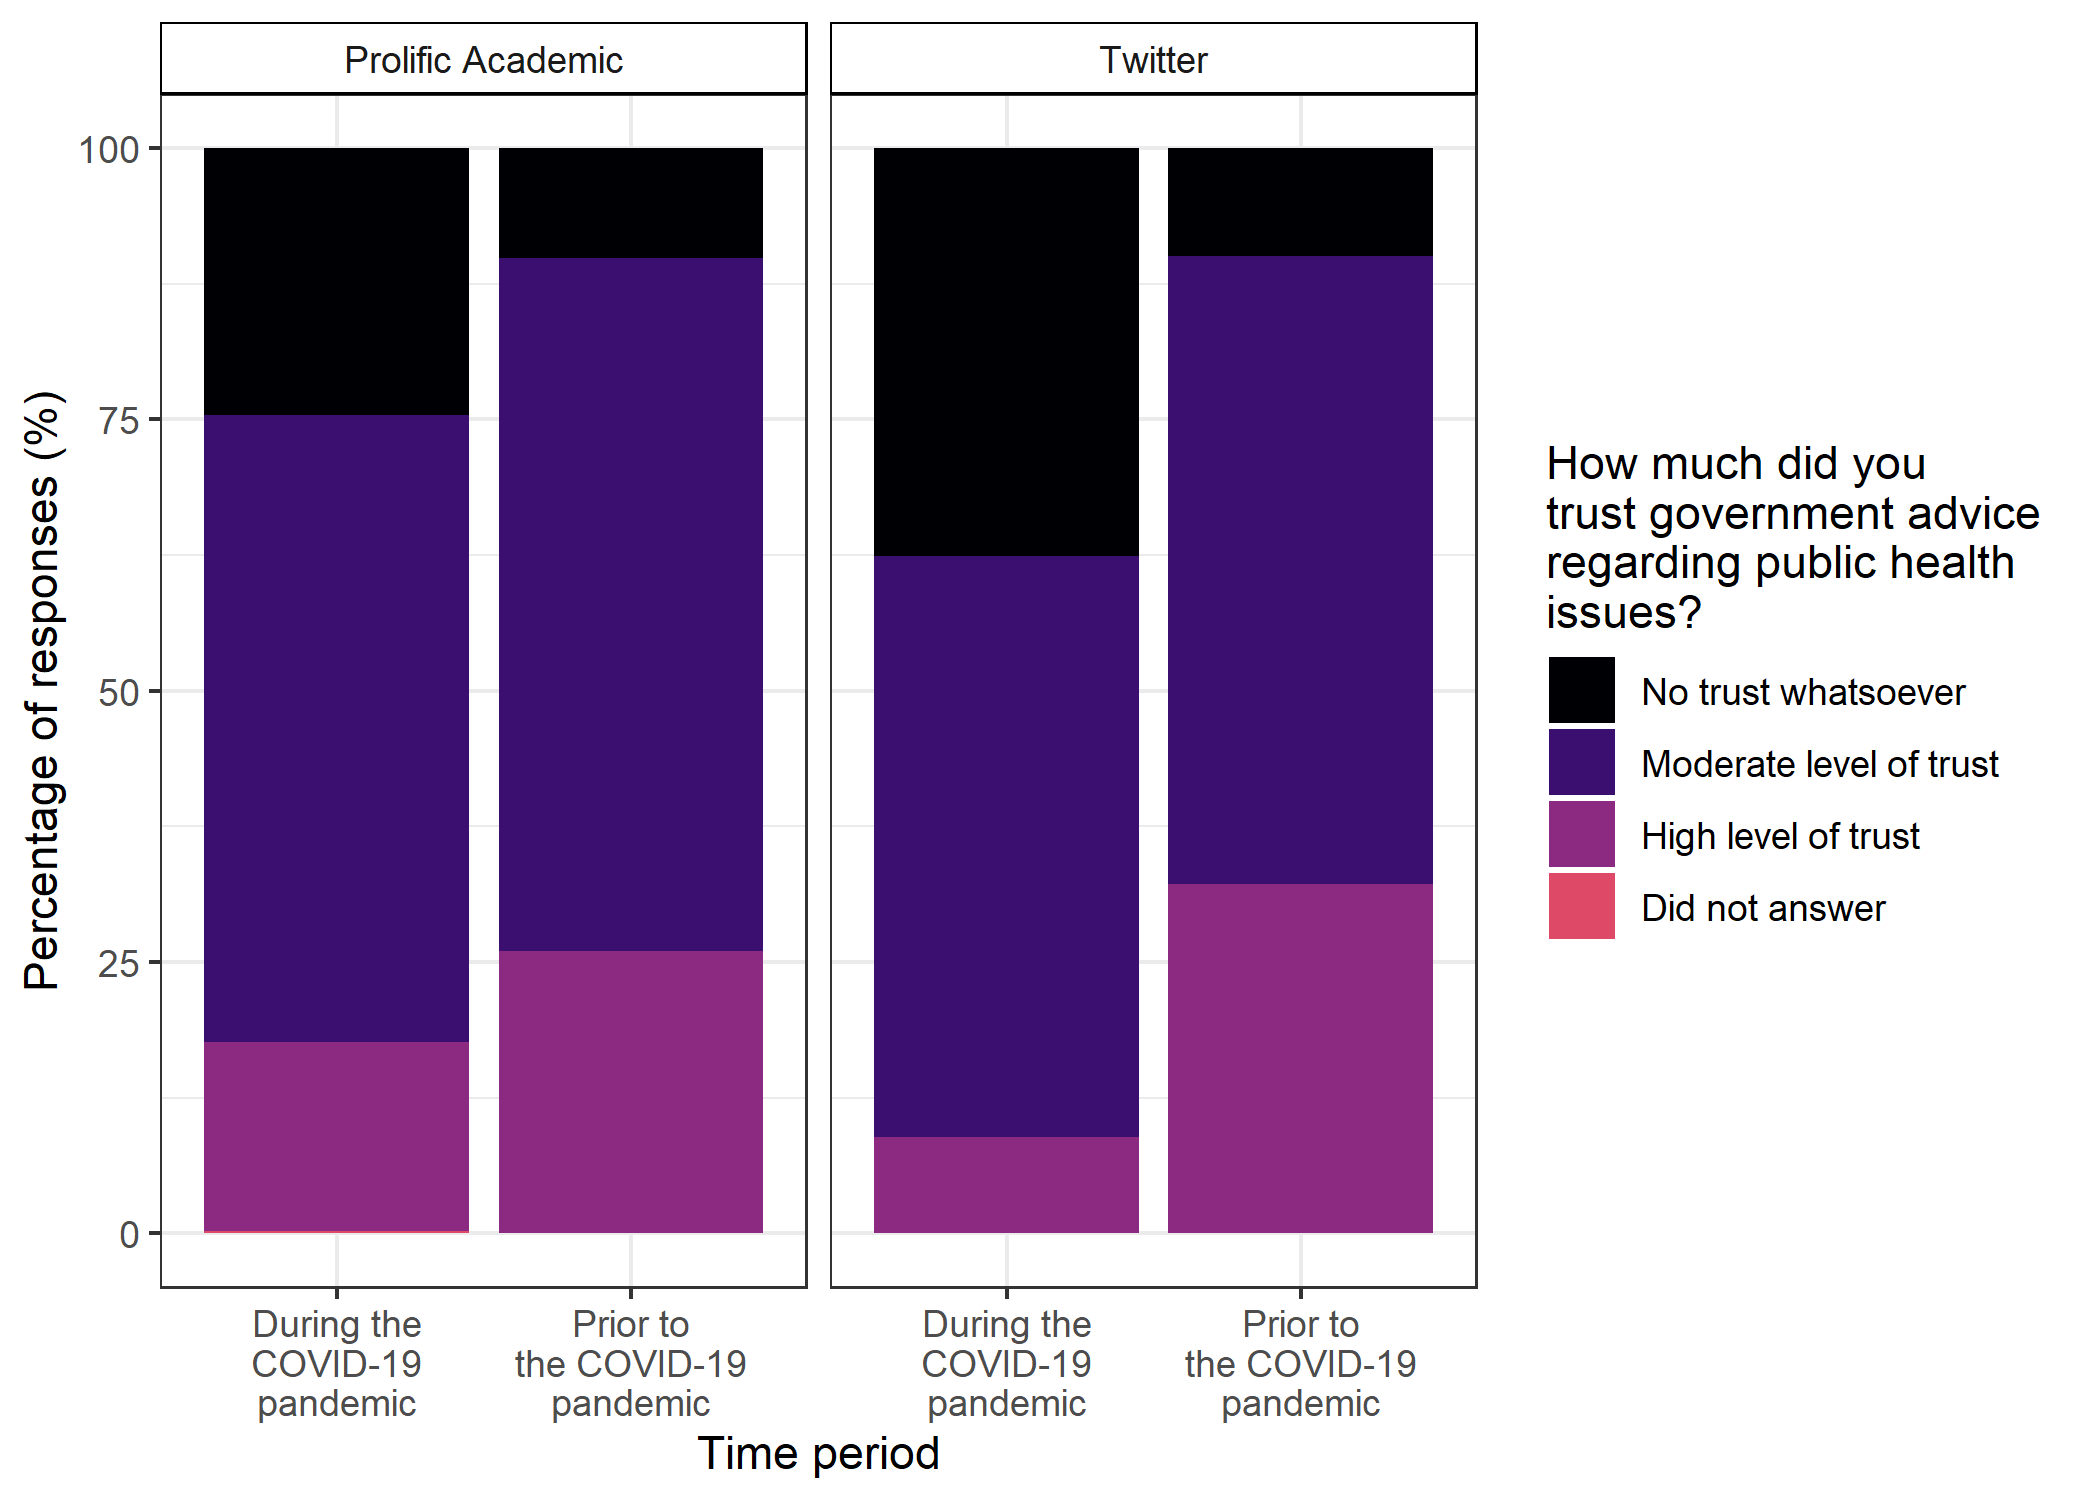 Prolific Academic
Twitter
100
75
50
25
0
Percentage of responses (%)
During the
COVID-19
pandemic
Prior to
the COVID-19
pandemic
During the
COVID-19
pandemic
Prior to
the COVID-19
pandemic
Time period
How much did you
trust government advice
regarding public health
issues?
No trust whatsoever
Moderate level of trust
High level of trust
Did not answer